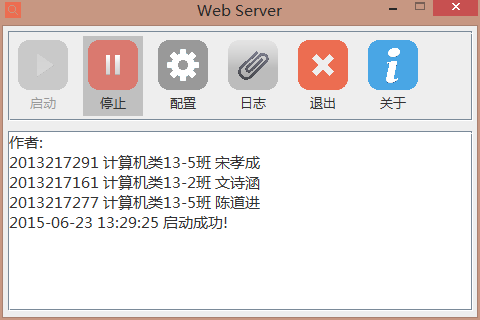 Web Server
启动 停止 配置 日志 退出 关于
作者:
2013217291 计算机类13-5班 宋孝成
2013217161 计算机类13-2班 文诗涵
2013217277 计算机类13-5班 陈道进
2015-06-23 13:29:25 启动成功!